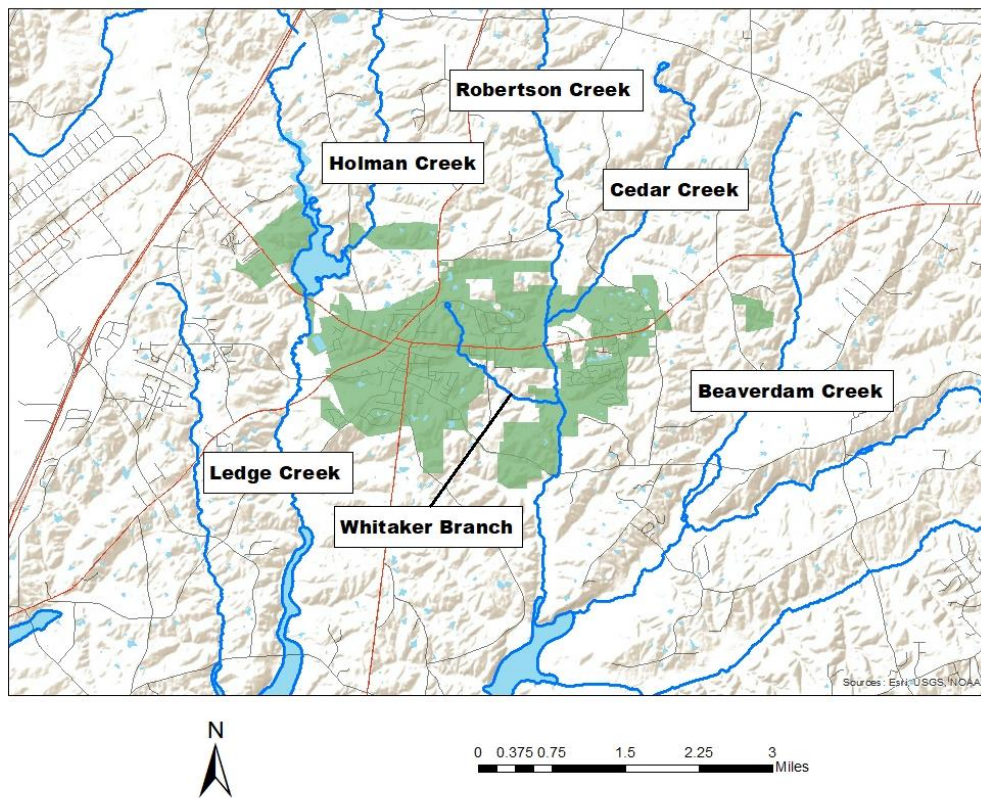 Robertson Creek
Holman Creek
Cedar Creek
Beaverdam Creek
Ledge Creek
Whitaker Branch
Sources: Esri, USGS, NOAA
N
0 0.375 0.75 1.5 2.25 3
Miles